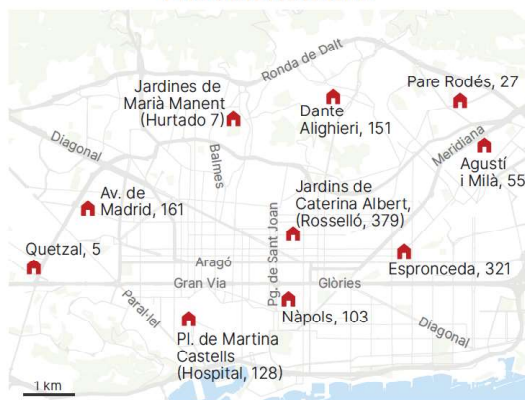 Ronda de Dalt
Jardines de
Marià Manent
(Hurtado 7)
Dante
Alighieri, 151
Pare Rodés, 27
Meridiana
Agustí
i Milà, 55
Diagonal
Balmes
Av. de
Madrid, 161
Jardins de
Caterina Albert,
(Rosselló, 379)
Quetzal, 5
Aragó
Gran Via
Pg. de Sant Joan
Glòries
Espronceda, 321
Paral·lel
Nàpols, 103
Diagonal
Pl. de Martina
Castells
(Hospital, 128)
1 km